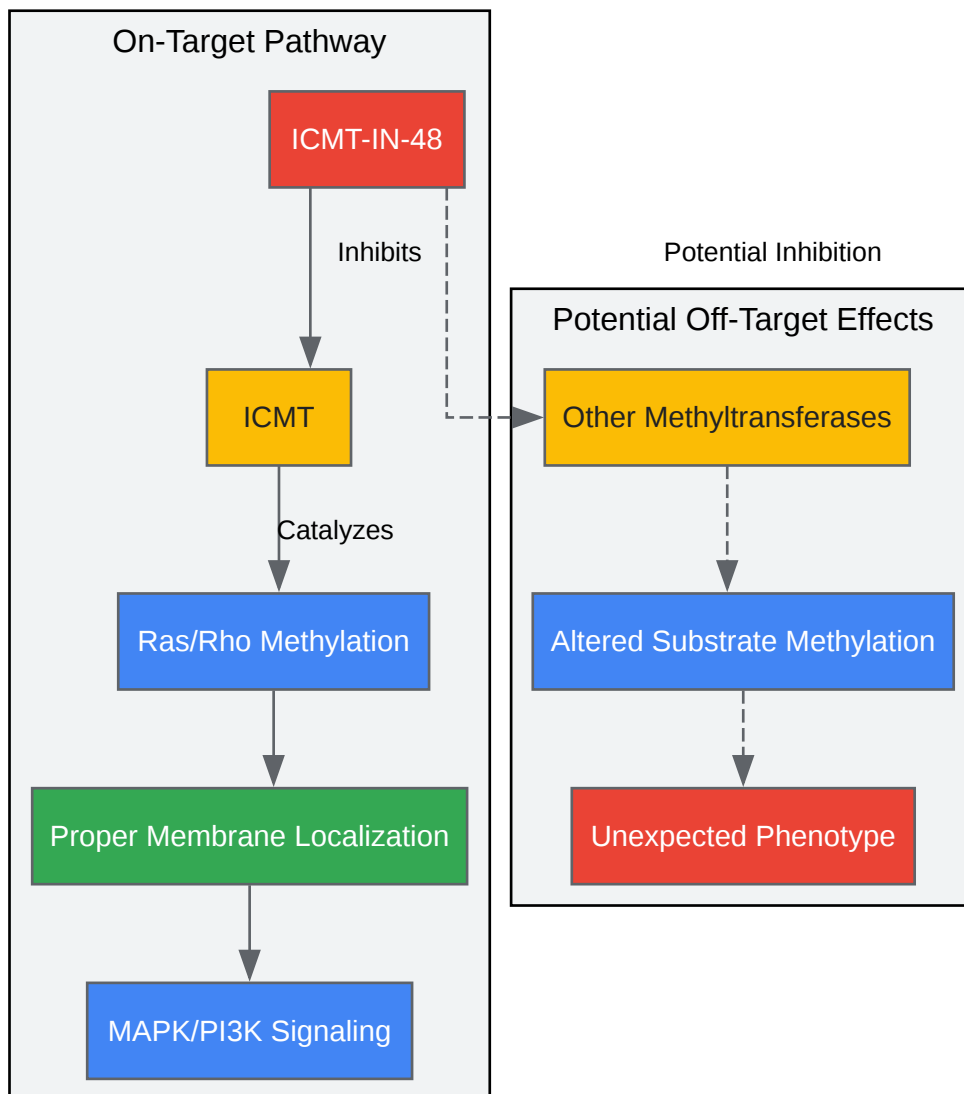 On-Target Pathway
ICMT-IN-48
Inhibits
Potential Inhibition
Potential Off-Target Effects
ICMT
Other Methyltransferases
Catalyzes
Ras/Rho Methylation
Altered Substrate Methylation
Proper Membrane Localization
Unexpected Phenotype
MAPK/PI3K Signaling